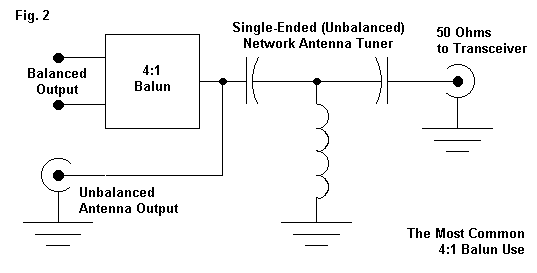 Fig. 2
Single-Ended (Unbalanced)
Network Antenna Tuner
50 Ohms
to Transceiver
Balanced
Output
4:1
Balun
Unbalanced
Antenna Output
The Most Common
4:1 Balun Use